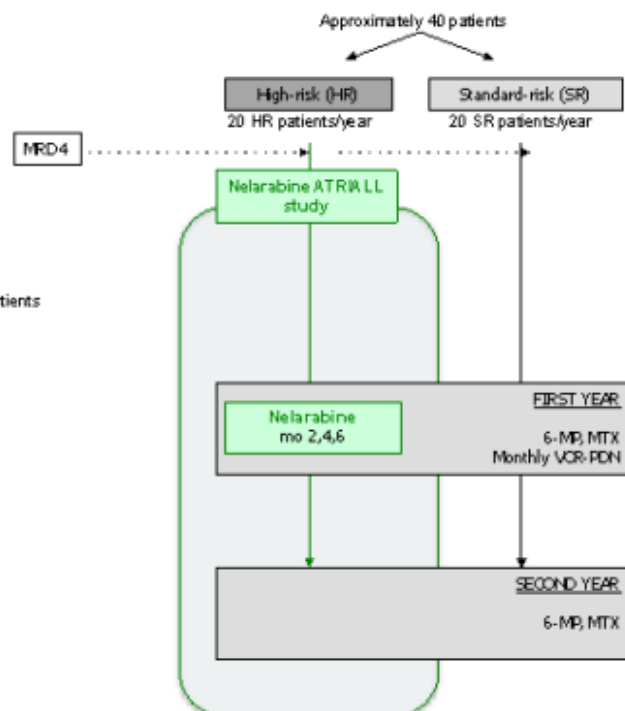 Approximately 40 patients
High-risk (HR)
Standard-risk (SR)
20 HR patients/year
20 SR patients/year
MRD4
Nelarabine ATRIALL
study
tients
FIRST YEAR
Nelarabine
mo 2,4,6
6-MP, MTX
Monthly VCR-PDN
SECOND YEAR
6-MP, MTX